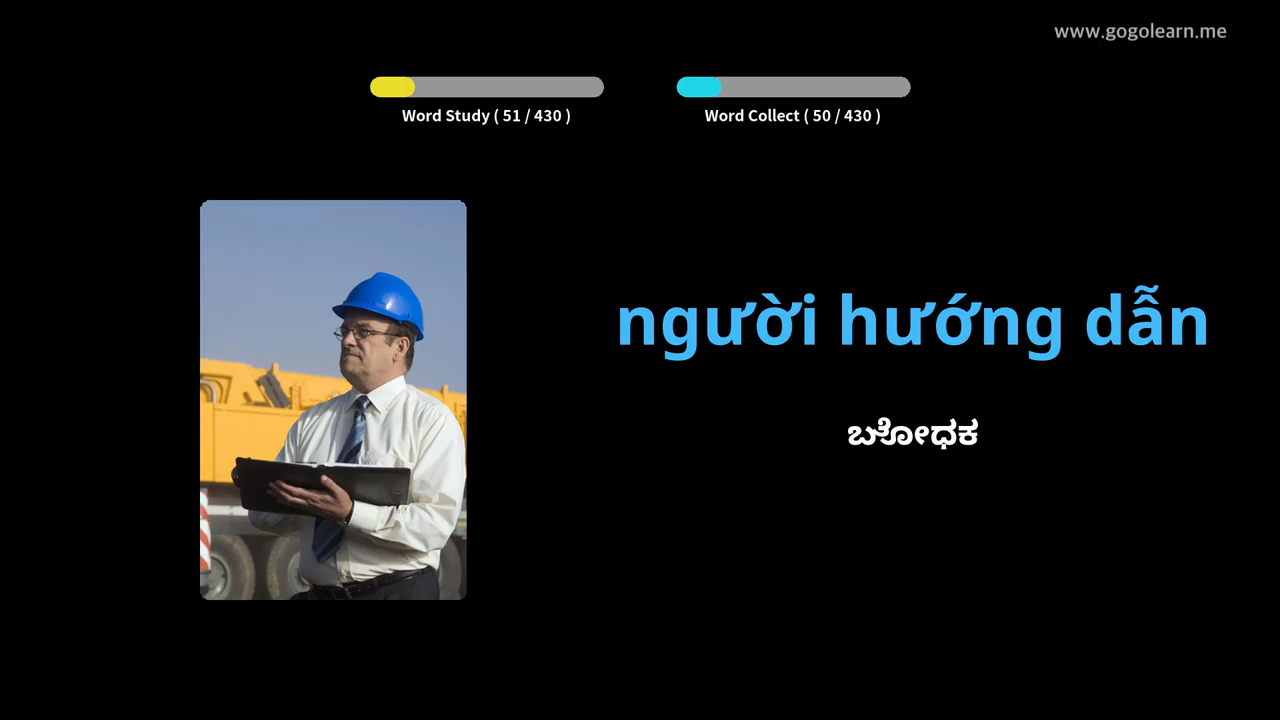 www.gogolearn.me
Word Study ( 51 / 430 )
Word Collect ( 50 / 430 )
người hướng dẫn
ಬೋಧಕ